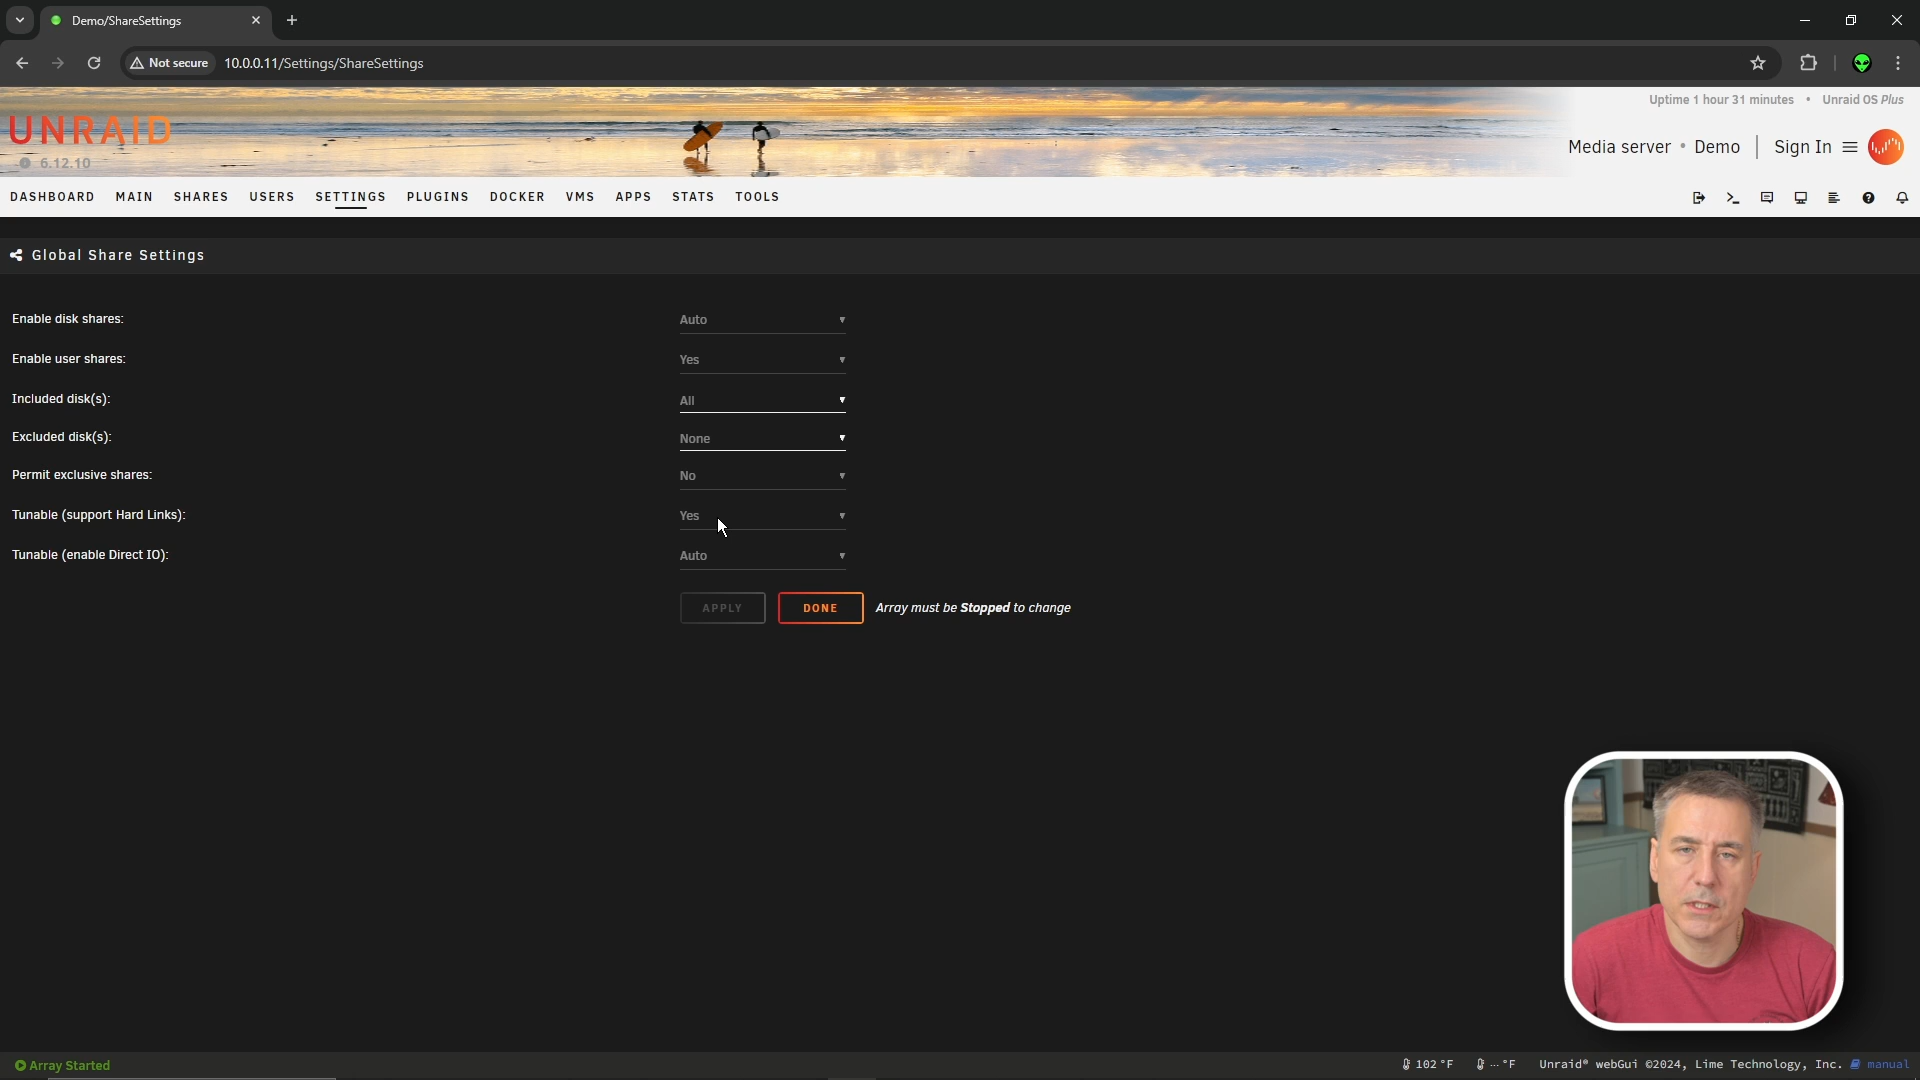 Demo/ShareSettings
Not secure
10.0.0.11/Settings/ShareSettings
Uptime 1 hour 31 minutes • Unraid OS Plus
UNRAID
6.12.10
Media server • Demo
Sign In
DASHBOARD MAIN SHARES USERS SETTINGS PLUGINS DOCKER VMS APPS STATS TOOLS
Global Share Settings
Enable disk shares: Auto
Enable user shares: Yes
Included disk(s): All
Excluded disk(s): None
Permit exclusive shares: No
Tunable (support Hard Links): Yes
Tunable (enable Direct IO): Auto
APPLY DONE Array must be Stopped to change
Array Started
102 °F -- °F Unraid® webGui ©2024, Lime Technology, Inc. manual